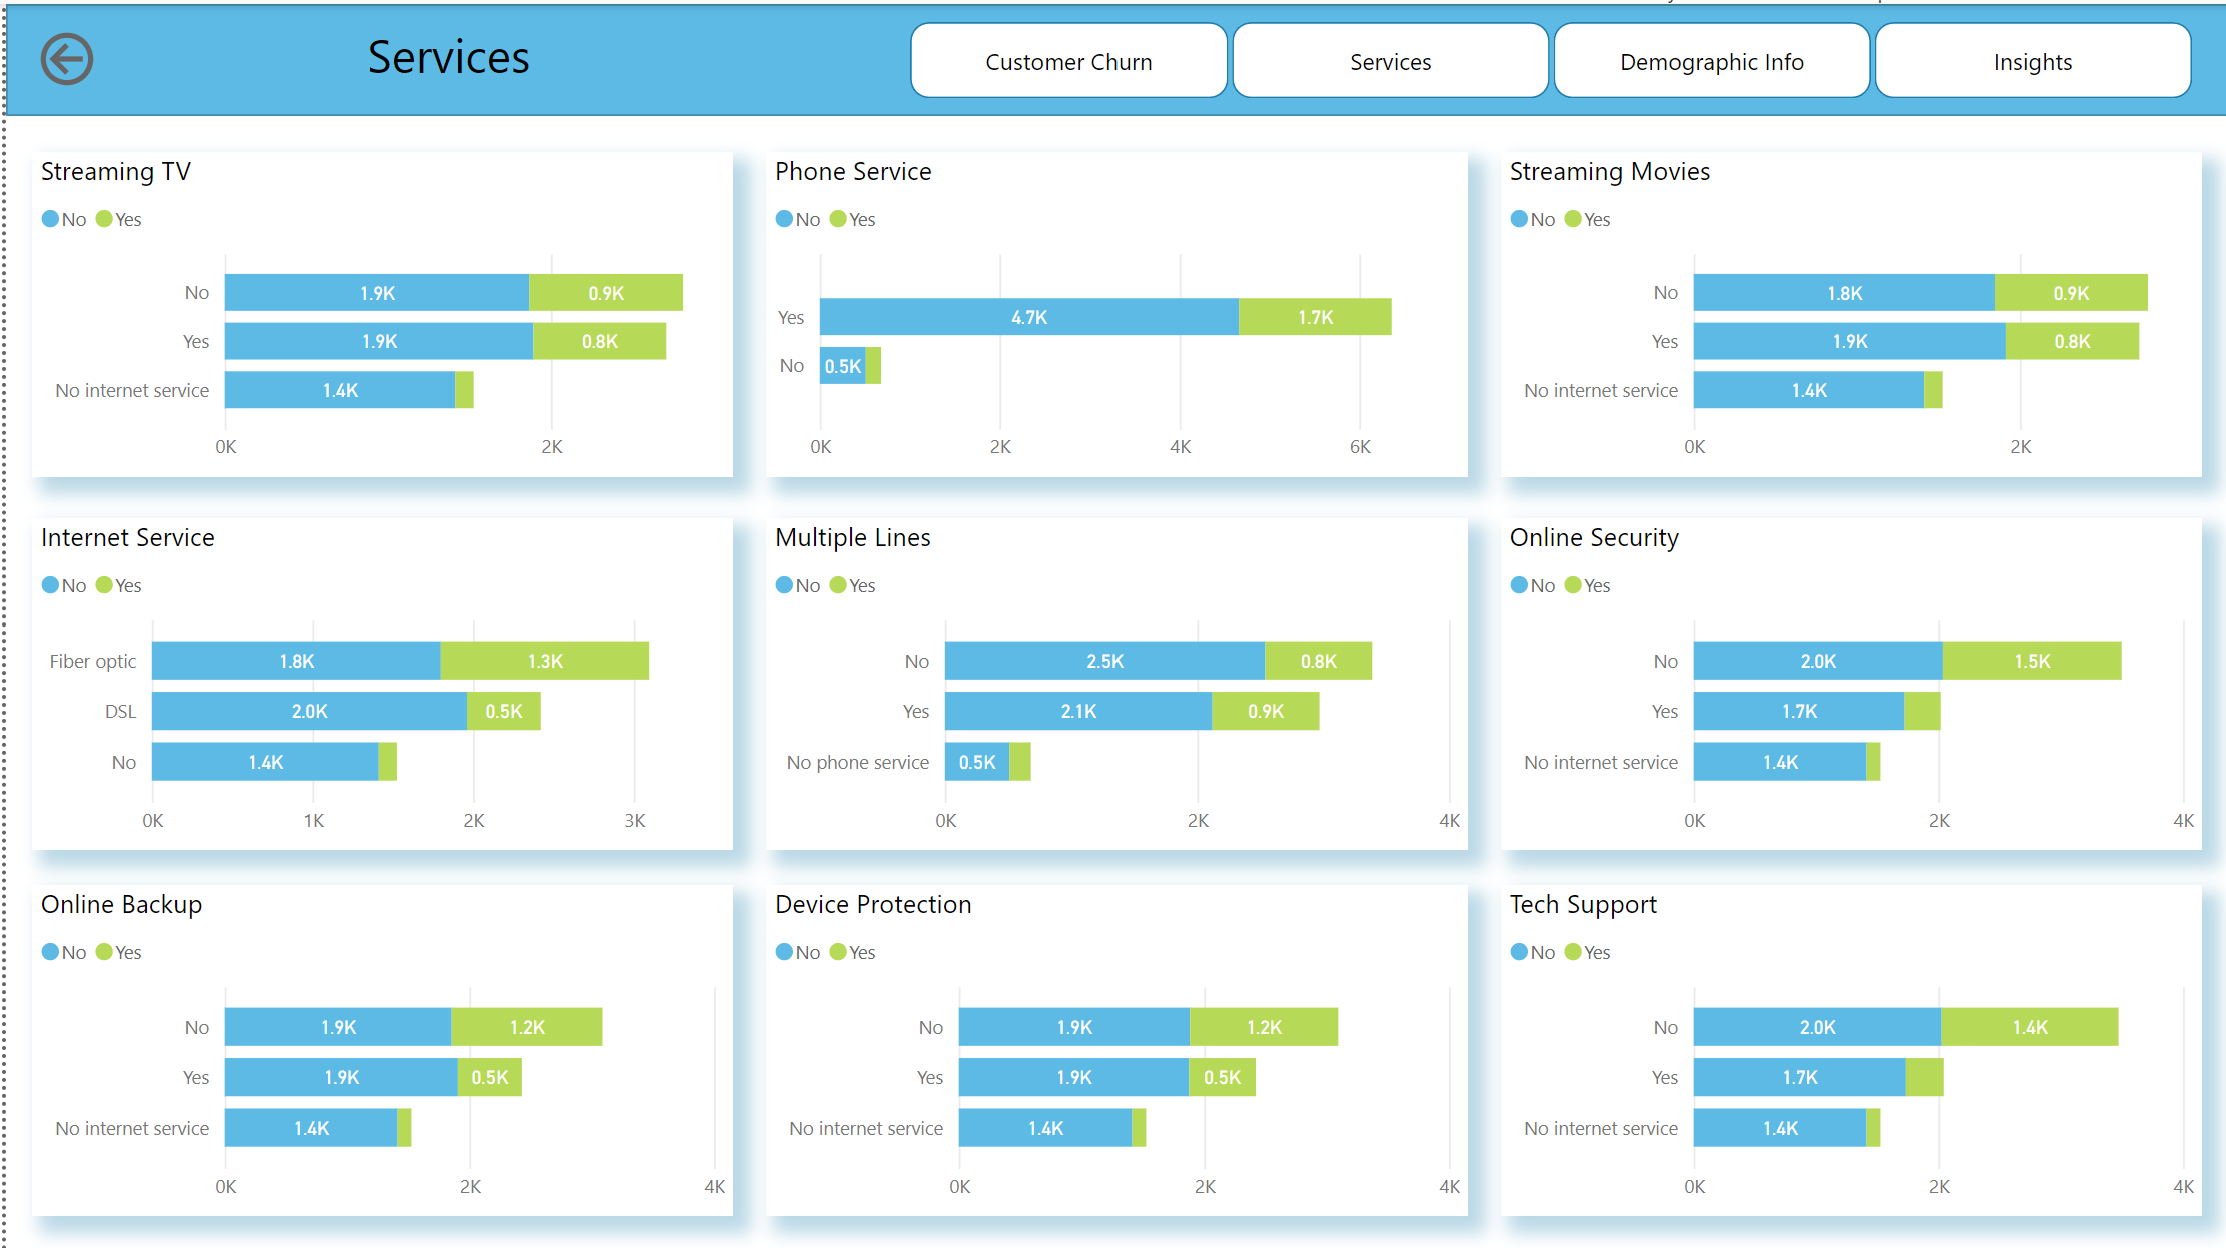 Services
Customer Churn
Services
Demographic Info
Insights
Streaming TV
No Yes
No 1.9K 0.9K
Yes 1.9K 0.8K
No internet service 1.4K
0K 2K
Phone Service
No Yes
Yes 4.7K 1.7K
No 0.5K
0K 2K 4K 6K
Streaming Movies
No Yes
No 1.8K 0.9K
Yes 1.9K 0.8K
No internet service 1.4K
0K 2K
Internet Service
No Yes
Fiber optic 1.8K 1.3K
DSL 2.0K 0.5K
No 1.4K
0K 1K 2K 3K
Multiple Lines
No Yes
No 2.5K 0.8K
Yes 2.1K 0.9K
No phone service 0.5K
0K 2K 4K
Online Security
No Yes
No 2.0K 1.5K
Yes 1.7K
No internet service 1.4K
0K 2K 4K
Online Backup
No Yes
No 1.9K 1.2K
Yes 1.9K 0.5K
No internet service 1.4K
0K 2K 4K
Device Protection
No Yes
No 1.9K 1.2K
Yes 1.9K 0.5K
No internet service 1.4K
0K 2K 4K
Tech Support
No Yes
No 2.0K 1.4K
Yes 1.7K
No internet service 1.4K
0K 2K 4K